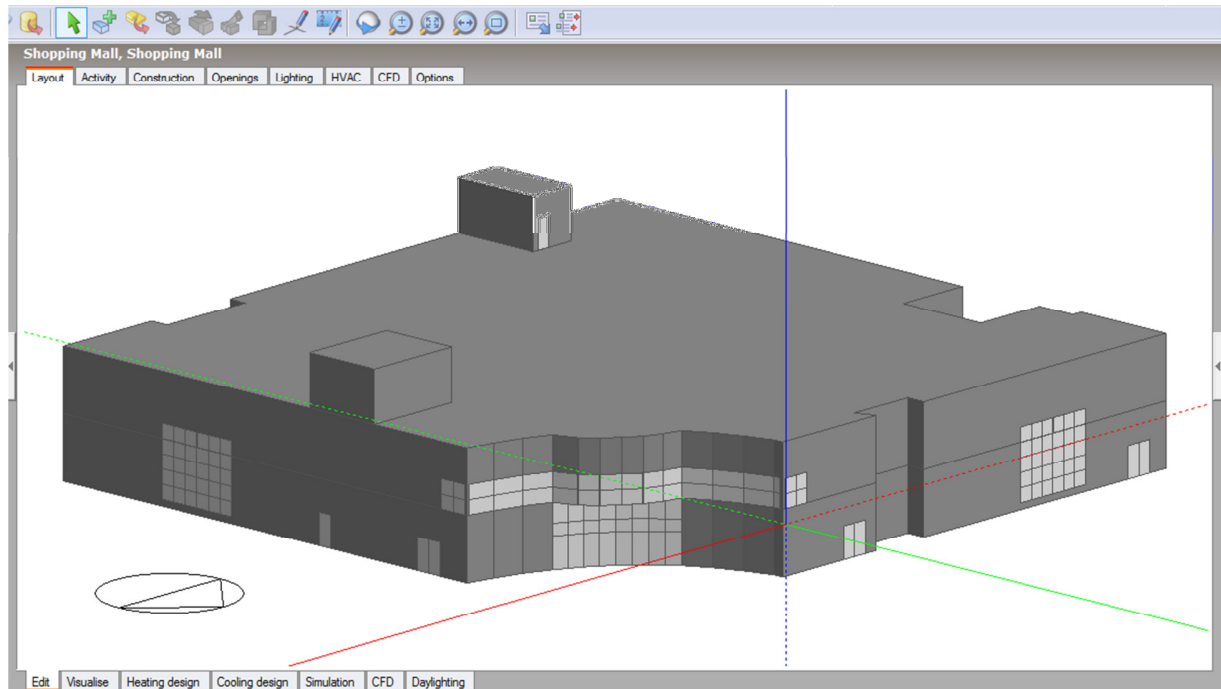 Shopping Mall, Shopping Mall
Layout Activity Construction Openings Lighting HVAC CFD Options
Edit Visualise Heating design Cooling design Simulation CFD Daylighting